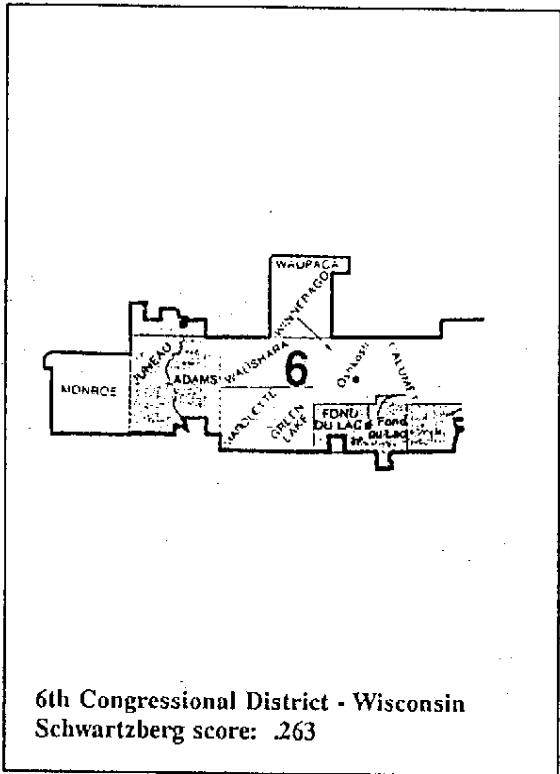 WAUPACA
WINNEBAGO
JUNEAU
WAUSHARA
6
Oshkosh
CALUMET
MONROE
ADAMS
MARQUETTE
GREEN
LAKE
FOND
DU LAC
Fond
du Lac
6th Congressional District - Wisconsin
Schwartzberg score: .263